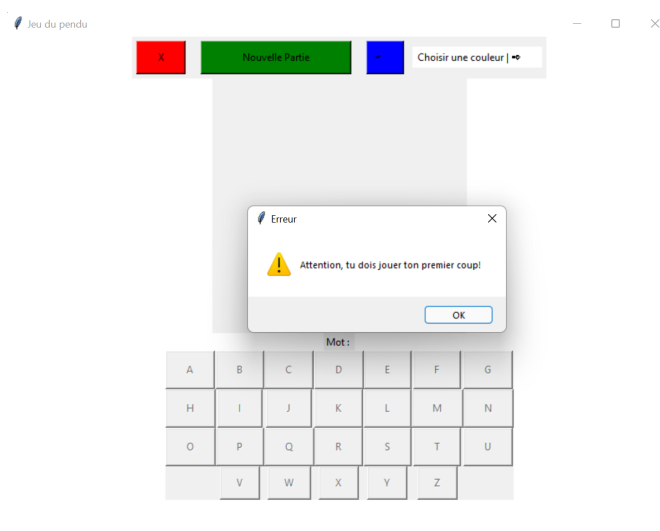 Jeu du pendu
X Nouvelle Partie Choisir une couleur |
Erreur
Attention, tu dois jouer ton premier coup!
OK
Mot :
A B C D E F G
H I J K L M N
O P Q R S T U
V W X Y Z